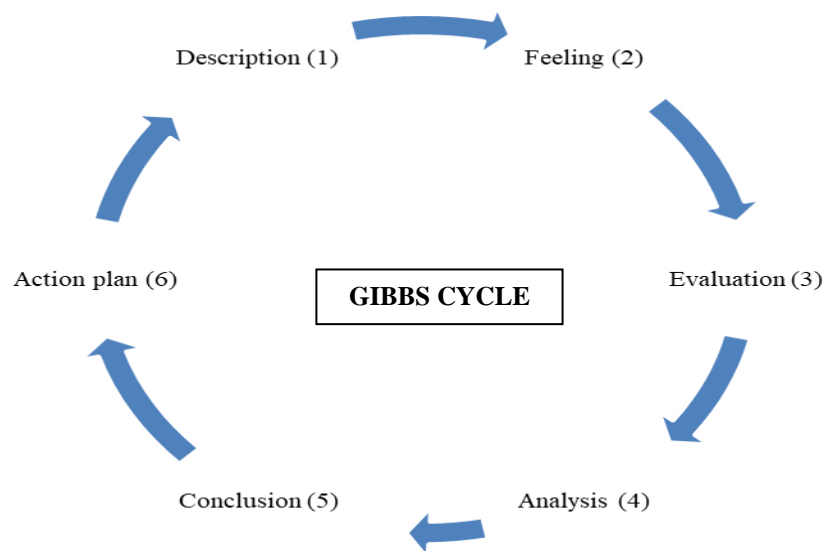 Description (1)
Feeling (2)
Evaluation (3)
Analysis (4)
Conclusion (5)
Action plan (6)
GIBBS CYCLE